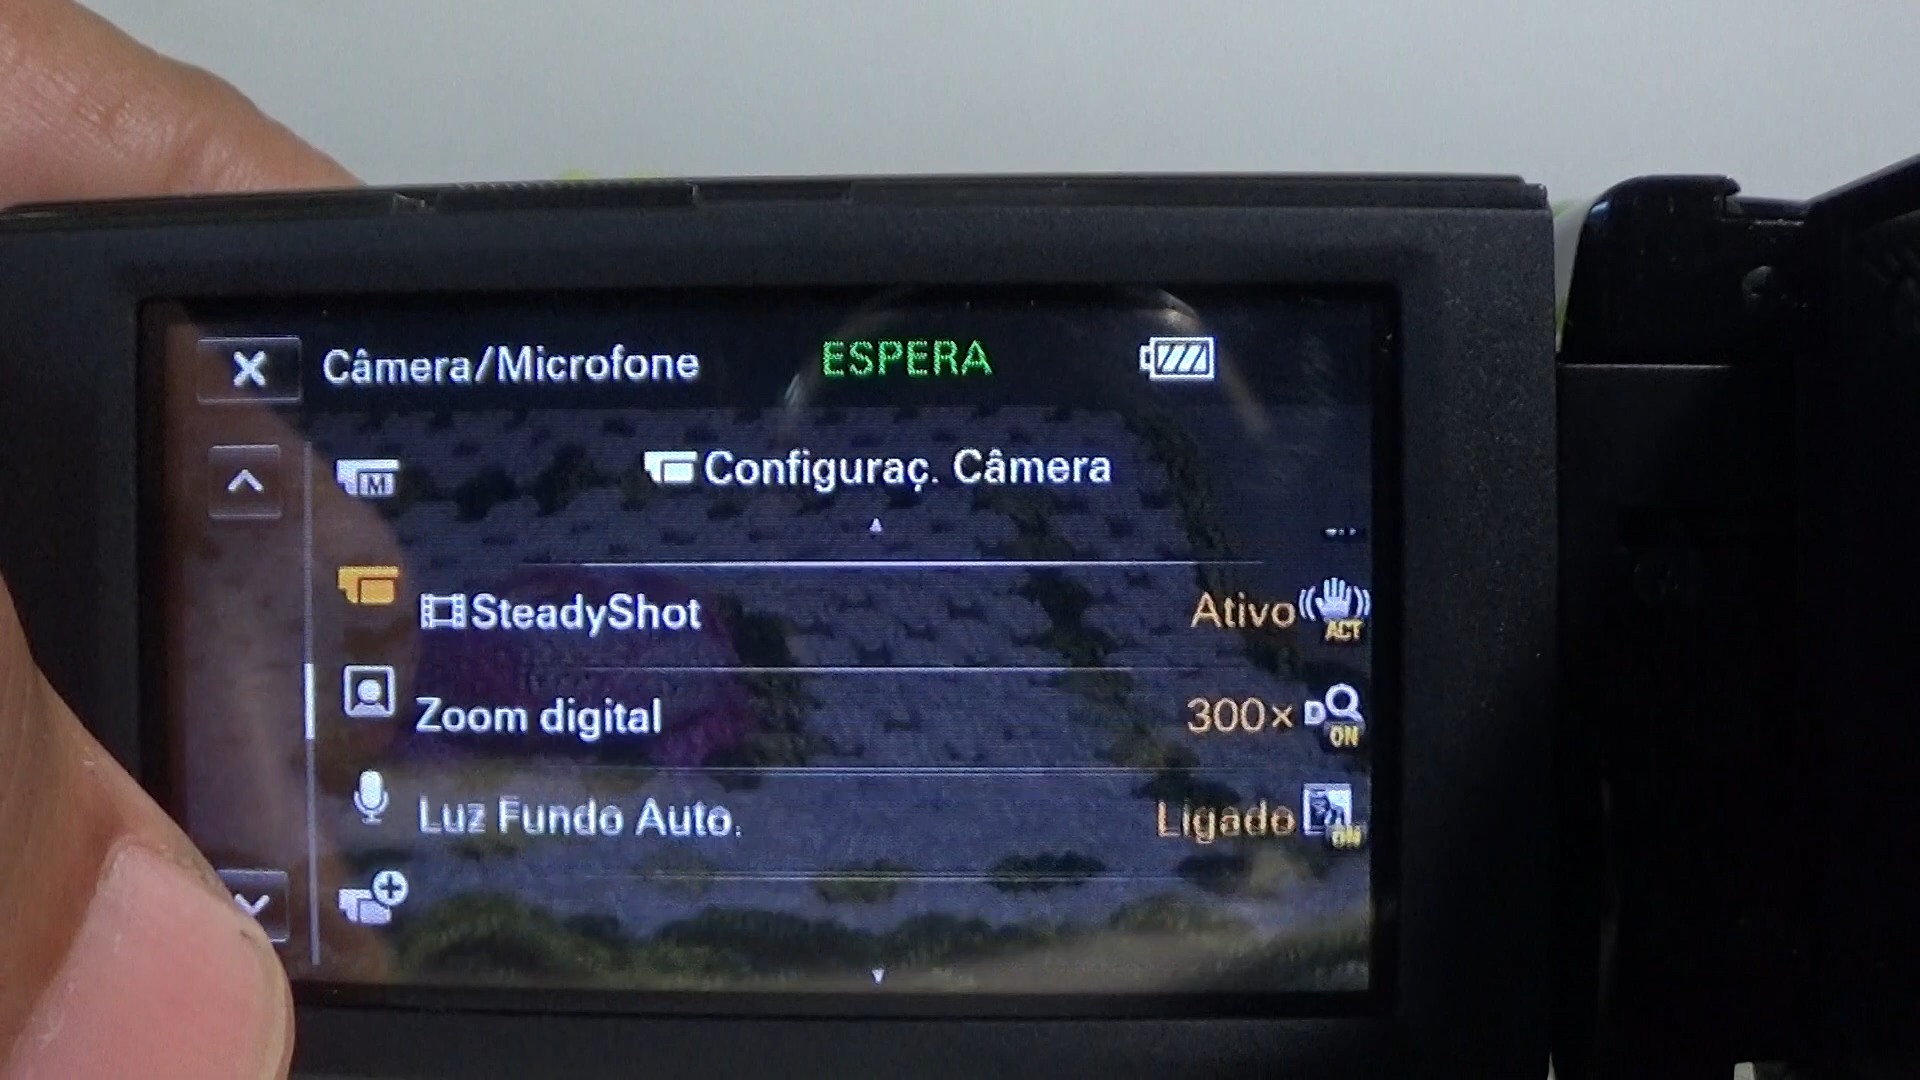 Câmera/Microfone
ESPERA
M
Configuraç. Câmera
SteadyShot
Ativo
ACT
Zoom digital
300×
D
ON
Luz Fundo Auto.
Ligado
ON